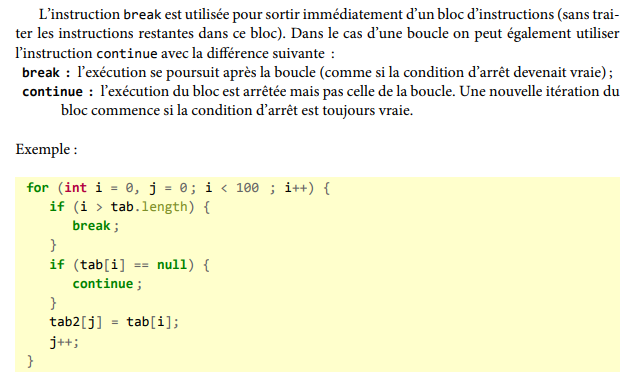 L’instruction break est utilisée pour sortir immédiatement d’un bloc d’instructions (sans trai-
ter les instructions restantes dans ce bloc). Dans le cas d’une boucle on peut également utiliser
l’instruction continue avec la différence suivante :
break : l’exécution se poursuit après la boucle (comme si la condition d’arrêt devenait vraie) ;
continue : l’exécution du bloc est arrêtée mais pas celle de la boucle. Une nouvelle itération du
bloc commence si la condition d’arrêt est toujours vraie.
Exemple :
for (int i = 0, j = 0; i < 100 ; i++) {
if (i > tab.length) {
break;
}
if (tab[i] == null) {
continue;
}
tab2[j] = tab[i];
j++;
}